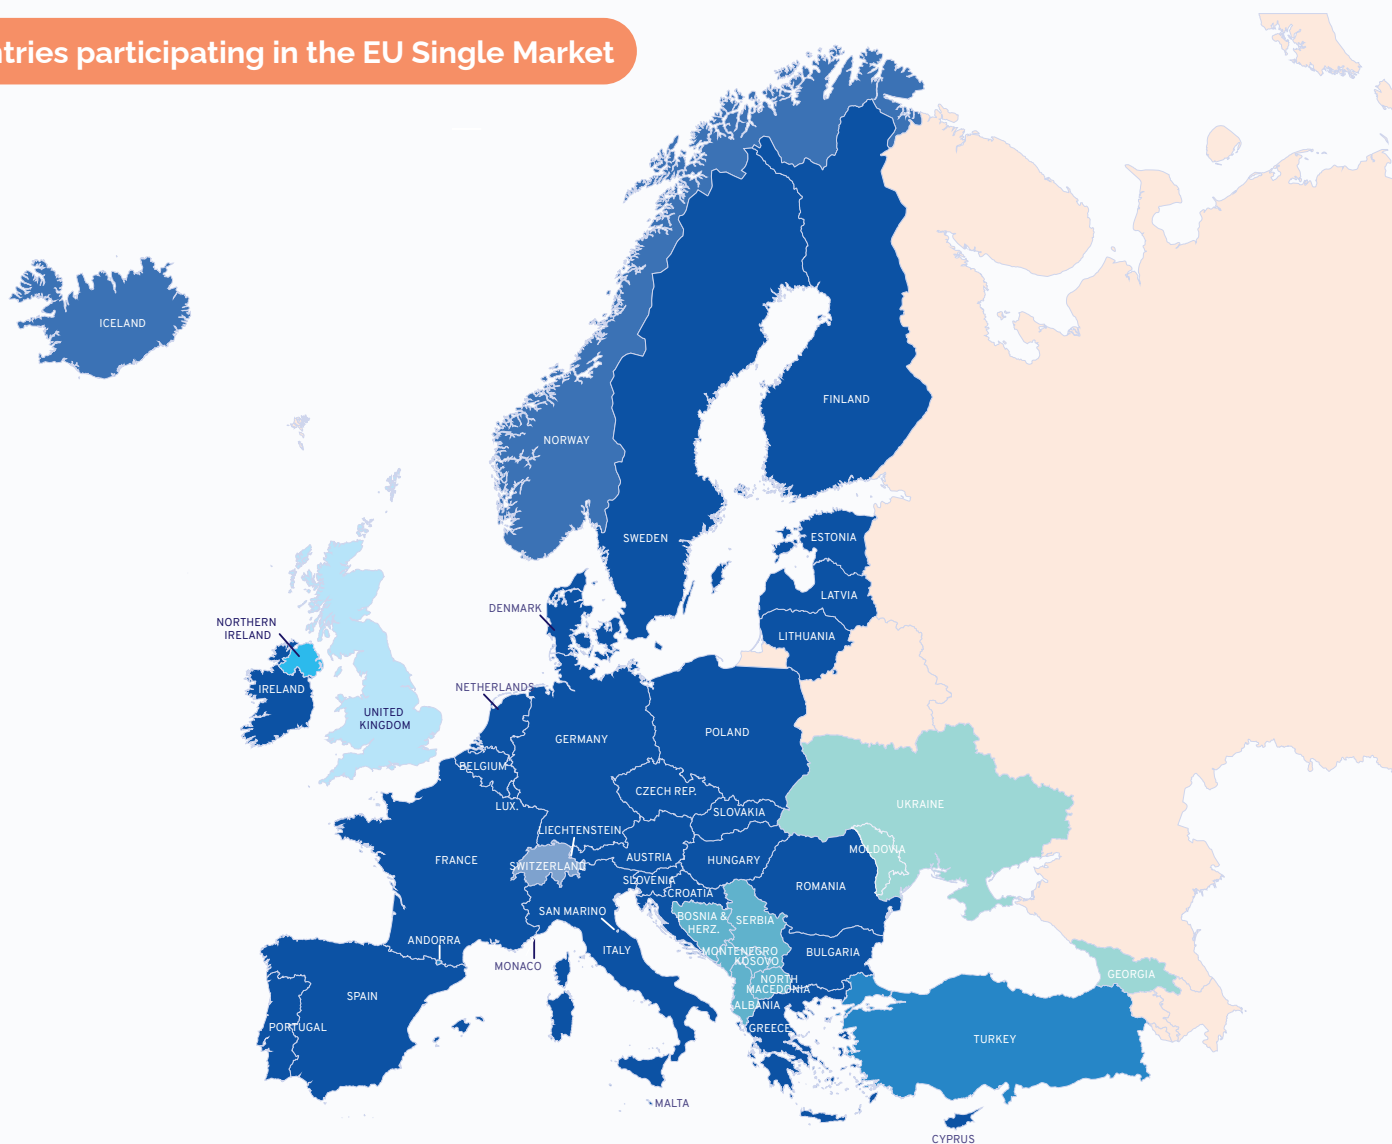 ntries participating in the EU Single Market
ICELAND
FINLAND
NORWAY
SWEDEN
ESTONIA
LATVIA
DENMARK
NORTHERN
IRELAND
LITHUANIA
NETHERLANDS
IRELAND
UNITED
KINGDOM
POLAND
GERMANY
BELGIUM
CZECH REP.
UKRAINE
LUX.
SLOVAKIA
LIECHTENSTEIN
MOLDOVIA
FRANCE
AUSTRIA
HUNGARY
SWITZERLAND
SLOVENIA
ROMANIA
CROATIA
SAN MARINO
BOSNIA &
HERZ.
SERBIA
ANDORRA
ITALY
MONTENEGRO
BULGARIA
KOSOVO
MONACO
GEORGIA
NORTH
MACEDONIA
SPAIN
ALBANIA
PORTUGAL
GREECE
TURKEY
MALTA
CYPRUS